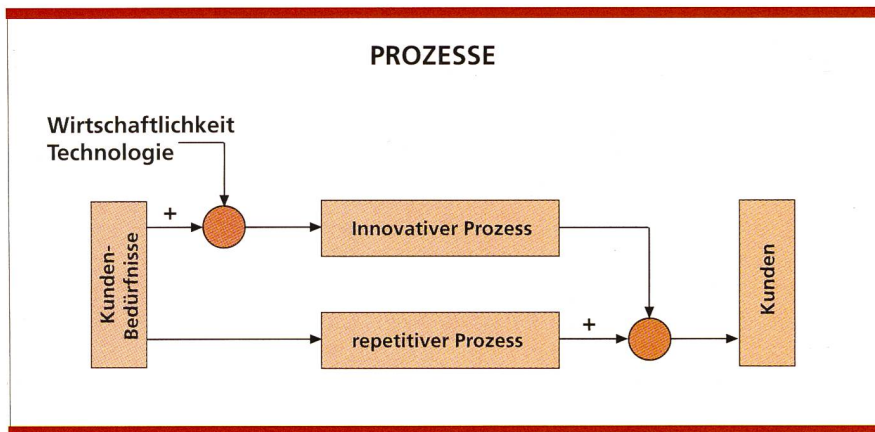 PROZESSE
Wirtschaftlichkeit
Technologie
+
Kunden-
Bedürfnisse
Innovativer Prozess
repetitiver Prozess
+
Kunden